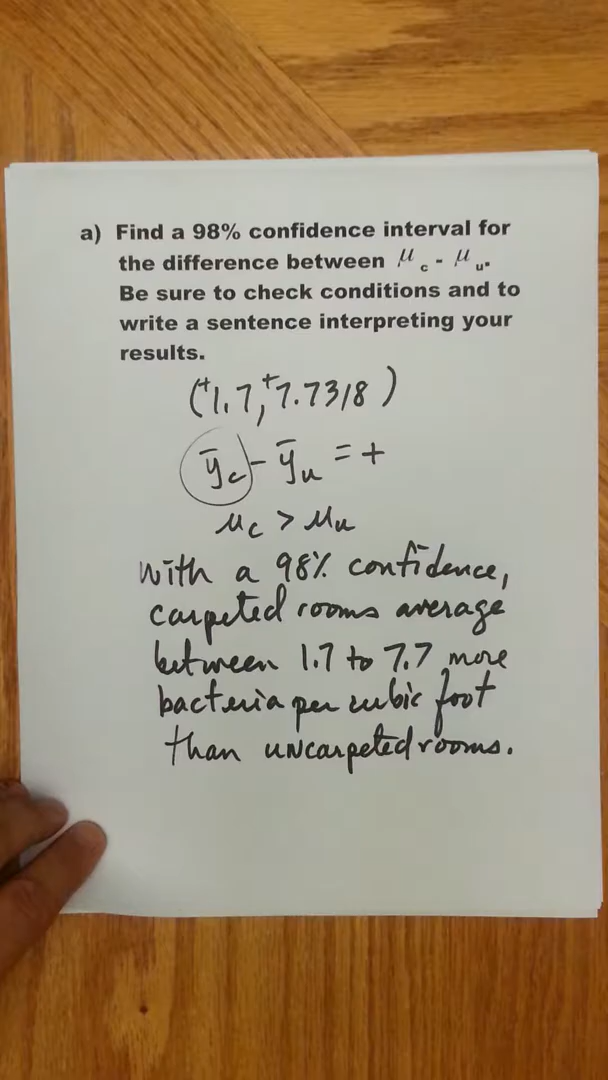 a) Find a 98% confidence interval for
the difference between μ c - μ u.
Be sure to check conditions and to
write a sentence interpreting your
results.
(+1.7, +7.7318)
ȳc - ȳu = +
μc > μu
With a 98% confidence,
carpeted rooms average
between 1.7 to 7.7 more
bacteria per cubic foot
than uncarpeted rooms.